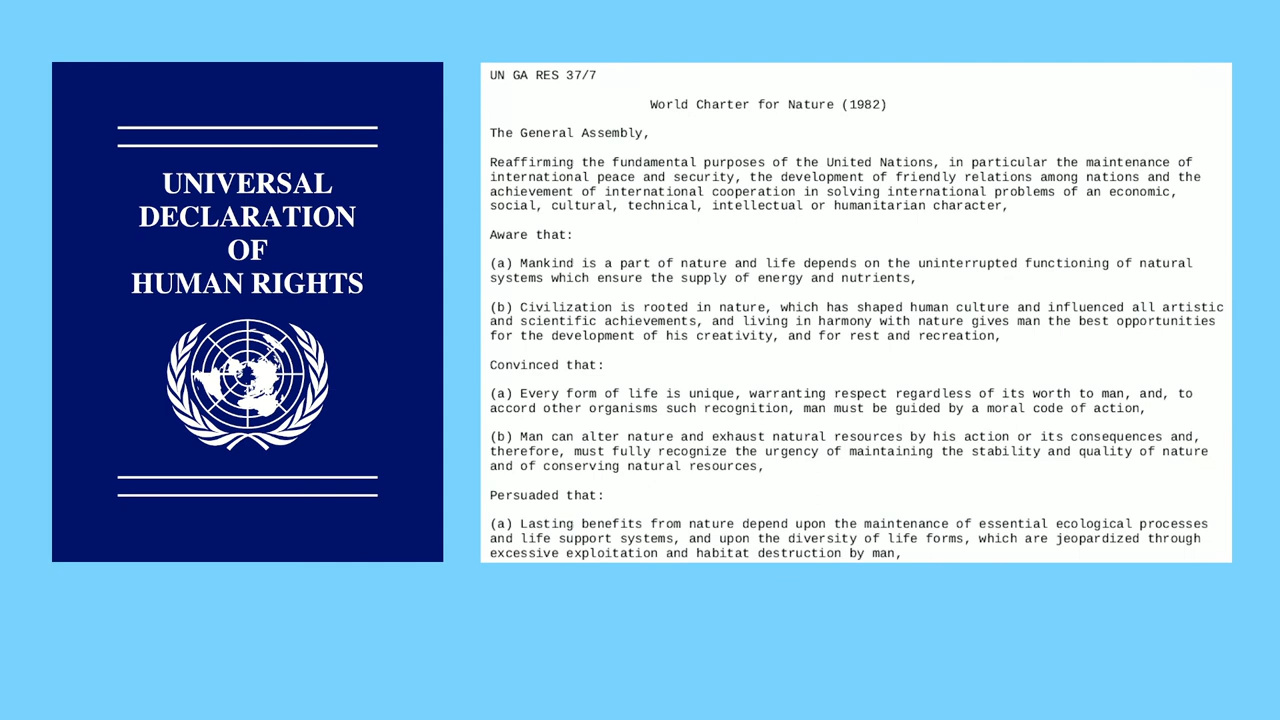 UNIVERSAL
DECLARATION
OF
HUMAN RIGHTS
UN GA RES 37/7
World Charter for Nature (1982)
The General Assembly,
Reaffirming the fundamental purposes of the United Nations, in particular the maintenance of
international peace and security, the development of friendly relations among nations and the
achievement of international cooperation in solving international problems of an economic,
social, cultural, technical, intellectual or humanitarian character,
Aware that:
(a) Mankind is a part of nature and life depends on the uninterrupted functioning of natural
systems which ensure the supply of energy and nutrients,
(b) Civilization is rooted in nature, which has shaped human culture and influenced all artistic
and scientific achievements, and living in harmony with nature gives man the best opportunities
for the development of his creativity, and for rest and recreation,
Convinced that:
(a) Every form of life is unique, warranting respect regardless of its worth to man, and, to
accord other organisms such recognition, man must be guided by a moral code of action,
(b) Man can alter nature and exhaust natural resources by his action or its consequences and,
therefore, must fully recognize the urgency of maintaining the stability and quality of nature
and of conserving natural resources,
Persuaded that:
(a) Lasting benefits from nature depend upon the maintenance of essential ecological processes
and life support systems, and upon the diversity of life forms, which are jeopardized through
excessive exploitation and habitat destruction by man,